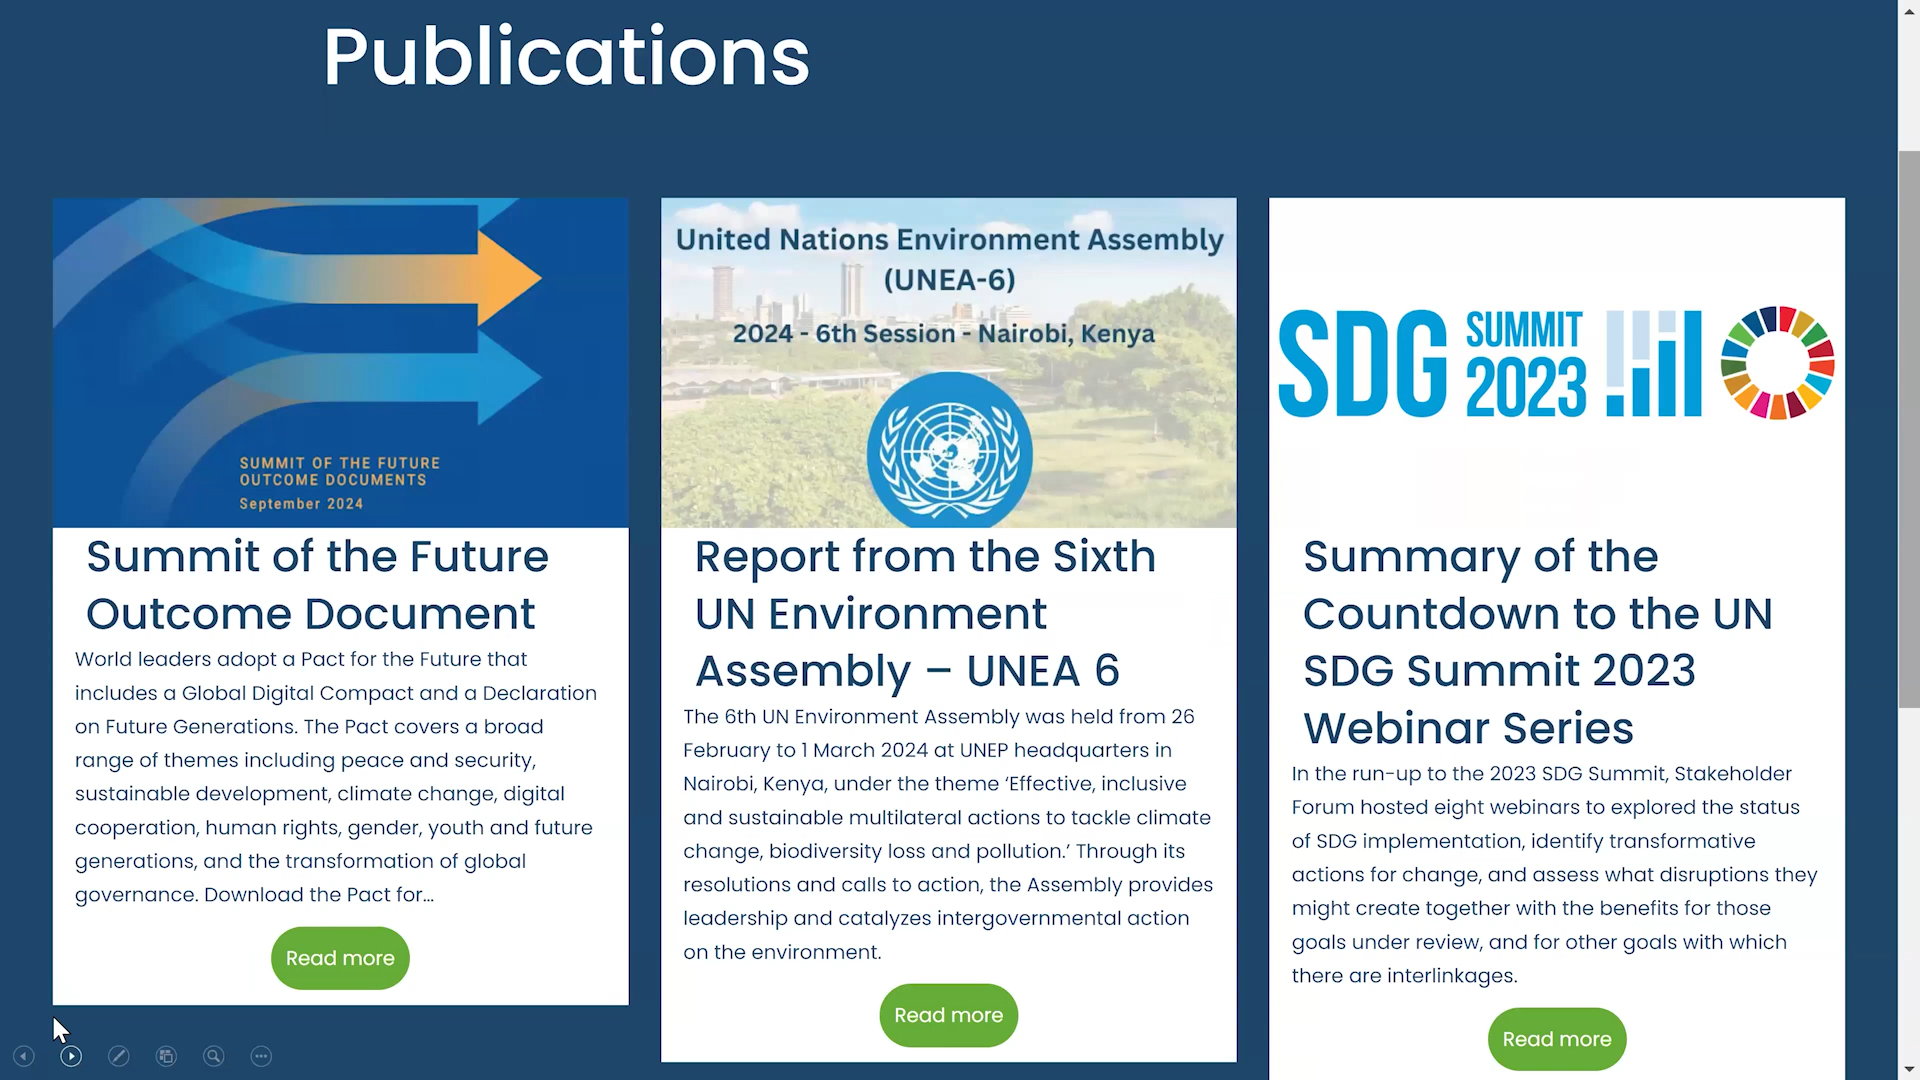 Publications
SUMMIT OF THE FUTURE
OUTCOME DOCUMENTS
September 2024
Summit of the Future
Outcome Document
World leaders adopt a Pact for the Future that
includes a Global Digital Compact and a Declaration
on Future Generations. The Pact covers a broad
range of themes including peace and security,
sustainable development, climate change, digital
cooperation, human rights, gender, youth and future
generations, and the transformation of global
governance. Download the Pact for...
Read more
United Nations Environment Assembly
(UNEA-6)
2024 - 6th Session - Nairobi, Kenya
Report from the Sixth
UN Environment
Assembly – UNEA 6
The 6th UN Environment Assembly was held from 26
February to 1 March 2024 at UNEP headquarters in
Nairobi, Kenya, under the theme ‘Effective, inclusive
and sustainable multilateral actions to tackle climate
change, biodiversity loss and pollution.’ Through its
resolutions and calls to action, the Assembly provides
leadership and catalyzes intergovernmental action
on the environment.
Read more
SDG SUMMIT 2023
Summary of the
Countdown to the UN
SDG Summit 2023
Webinar Series
In the run-up to the 2023 SDG Summit, Stakeholder
Forum hosted eight webinars to explored the status
of SDG implementation, identify transformative
actions for change, and assess what disruptions they
might create together with the benefits for those
goals under review, and for other goals with which
there are interlinkages.
Read more